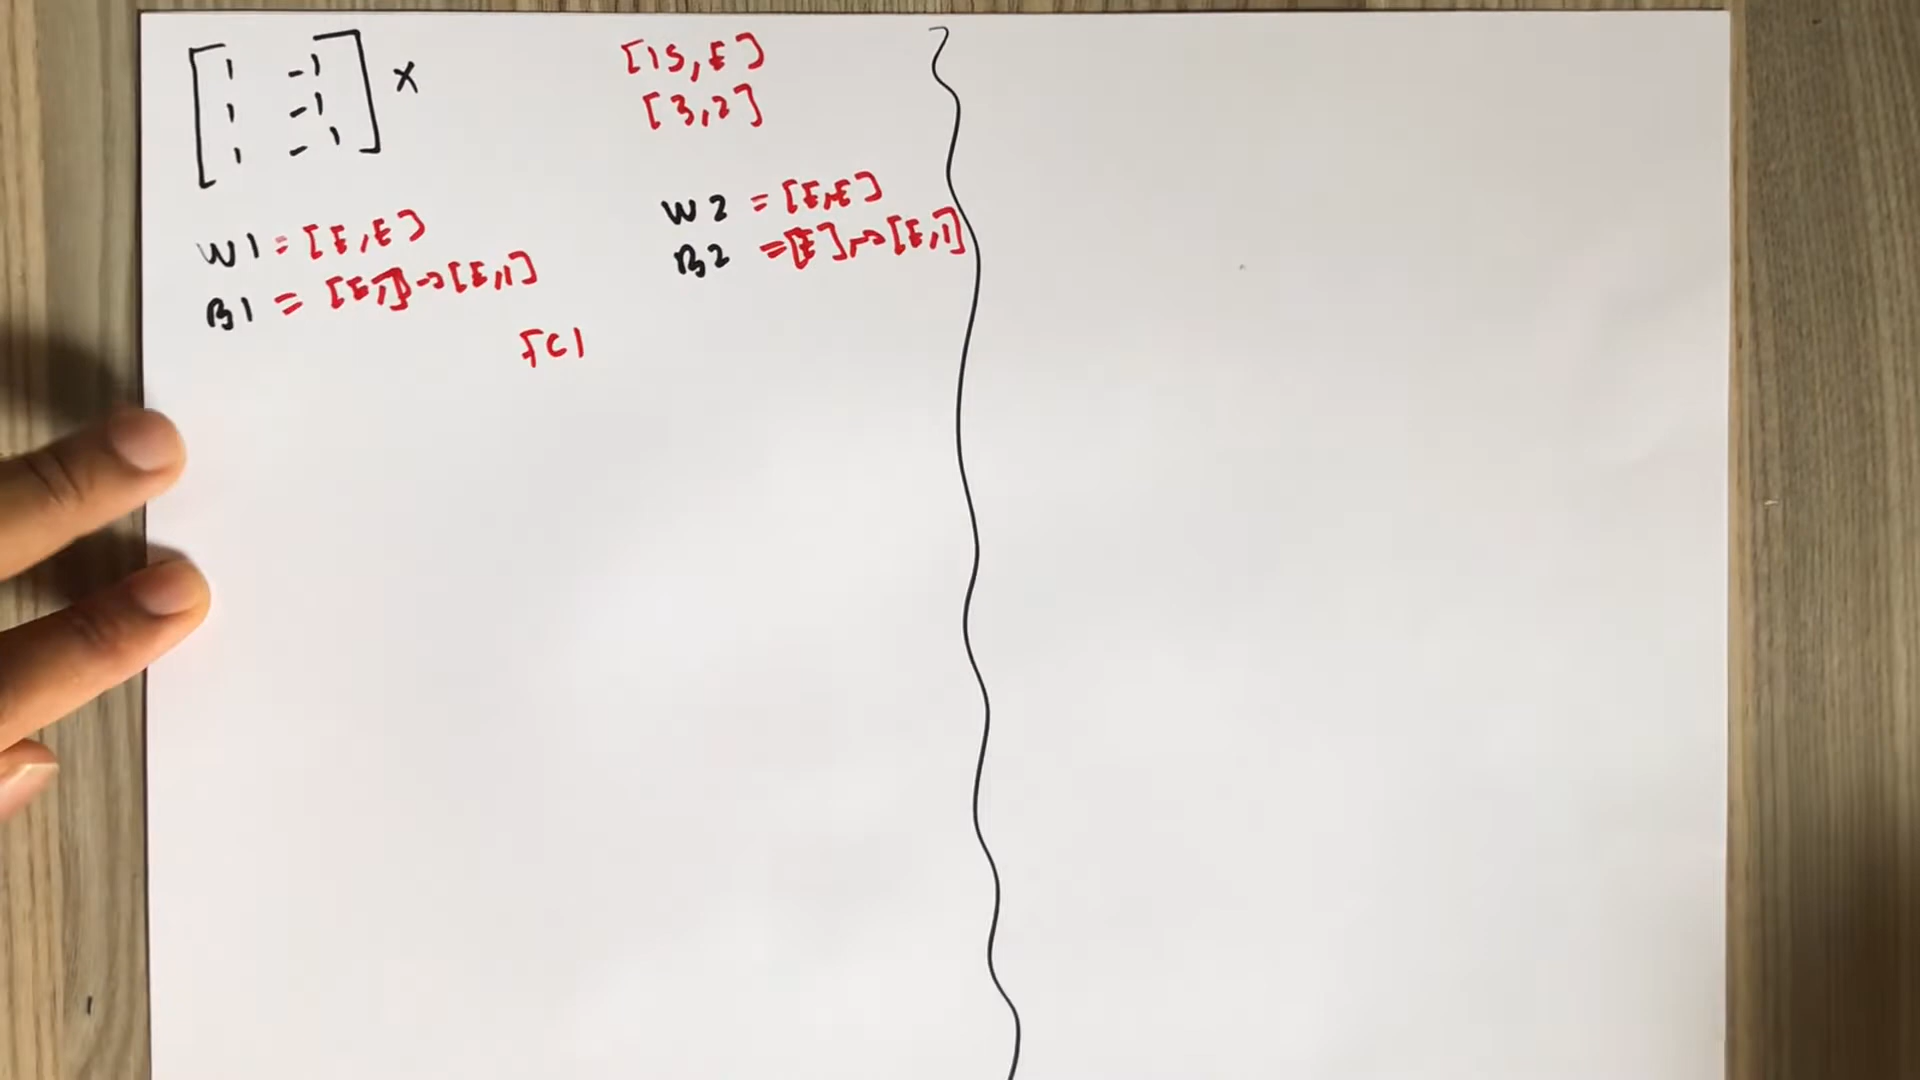 [ 1 -1
1 -1
1 -1 ] X
[15,E]
[3,2]
W1 = [E,E]
B1 = [E,1]→[E,1]
W2 = [E,E]
B2 = [E]→[E,1]
fc1